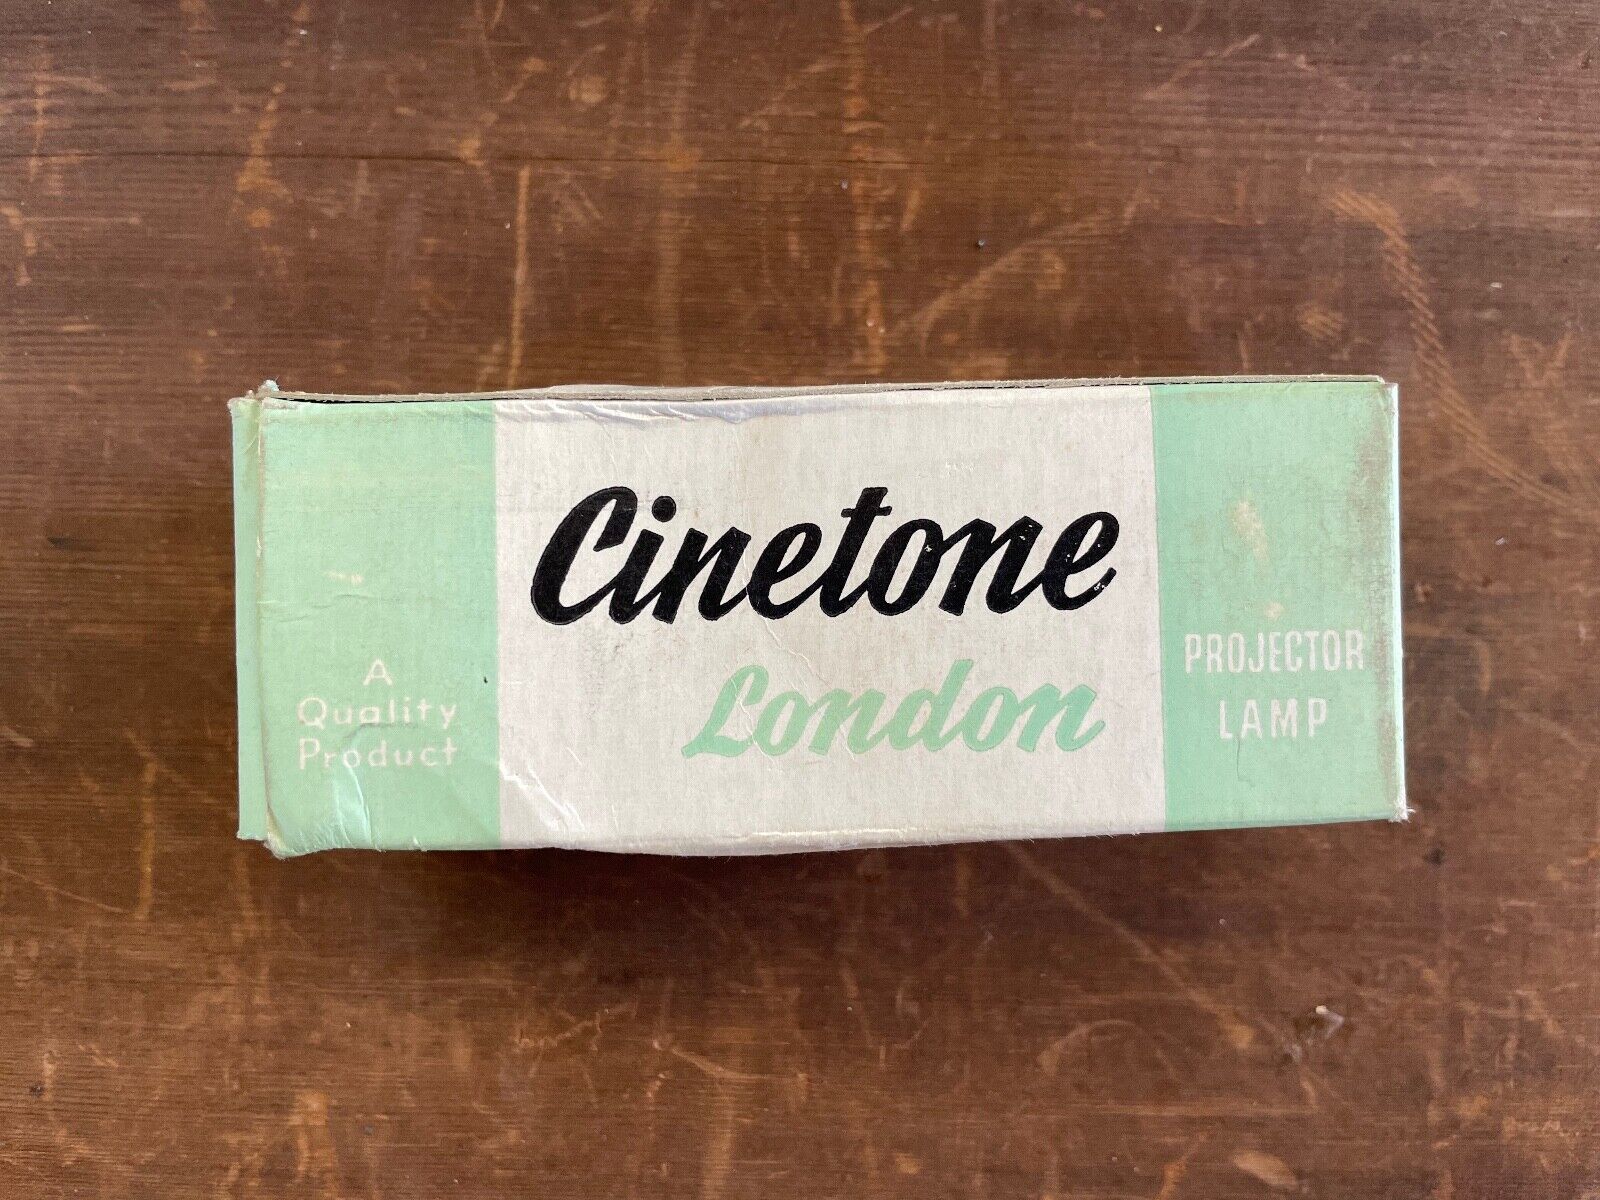 A
Quality
Product
Cinetone
London
PROJECTOR
LAMP